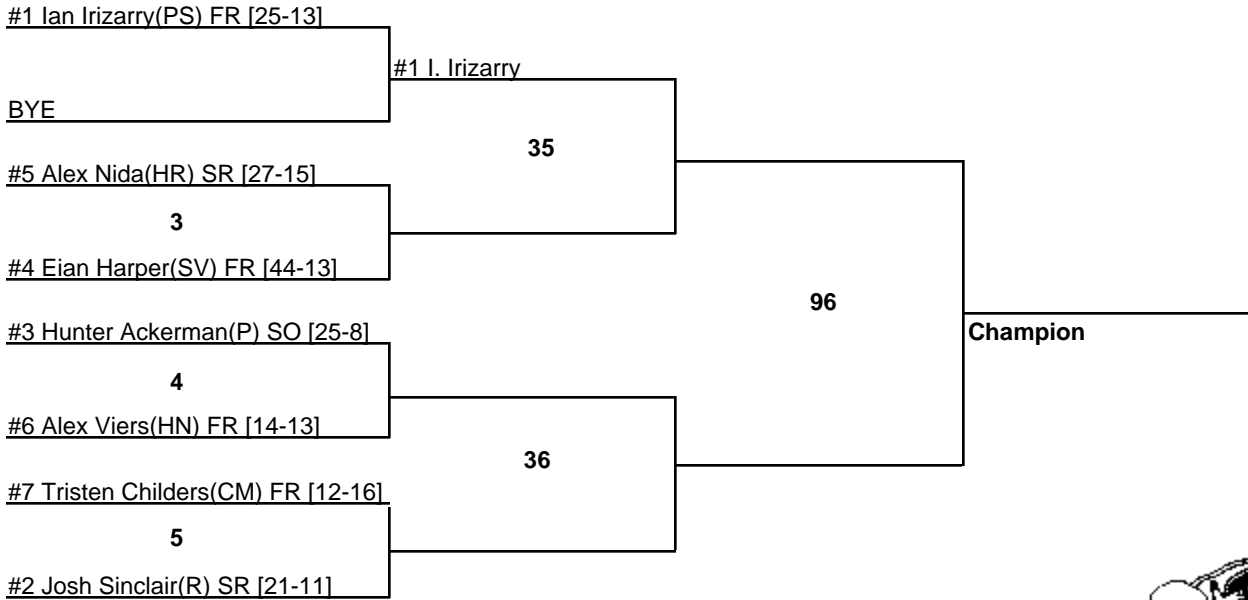 #1 Ian Irizarry(PS) FR [25-13]
#1 I. Irizarry
BYE
35
#5 Alex Nida(HR) SR [27-15]
3
#4 Eian Harper(SV) FR [44-13]
96
#3 Hunter Ackerman(P) SO [25-8]
Champion
4
#6 Alex Viers(HN) FR [14-13]
36
#7 Tristen Childers(CM) FR [12-16]
5
#2 Josh Sinclair(R) SR [21-11]